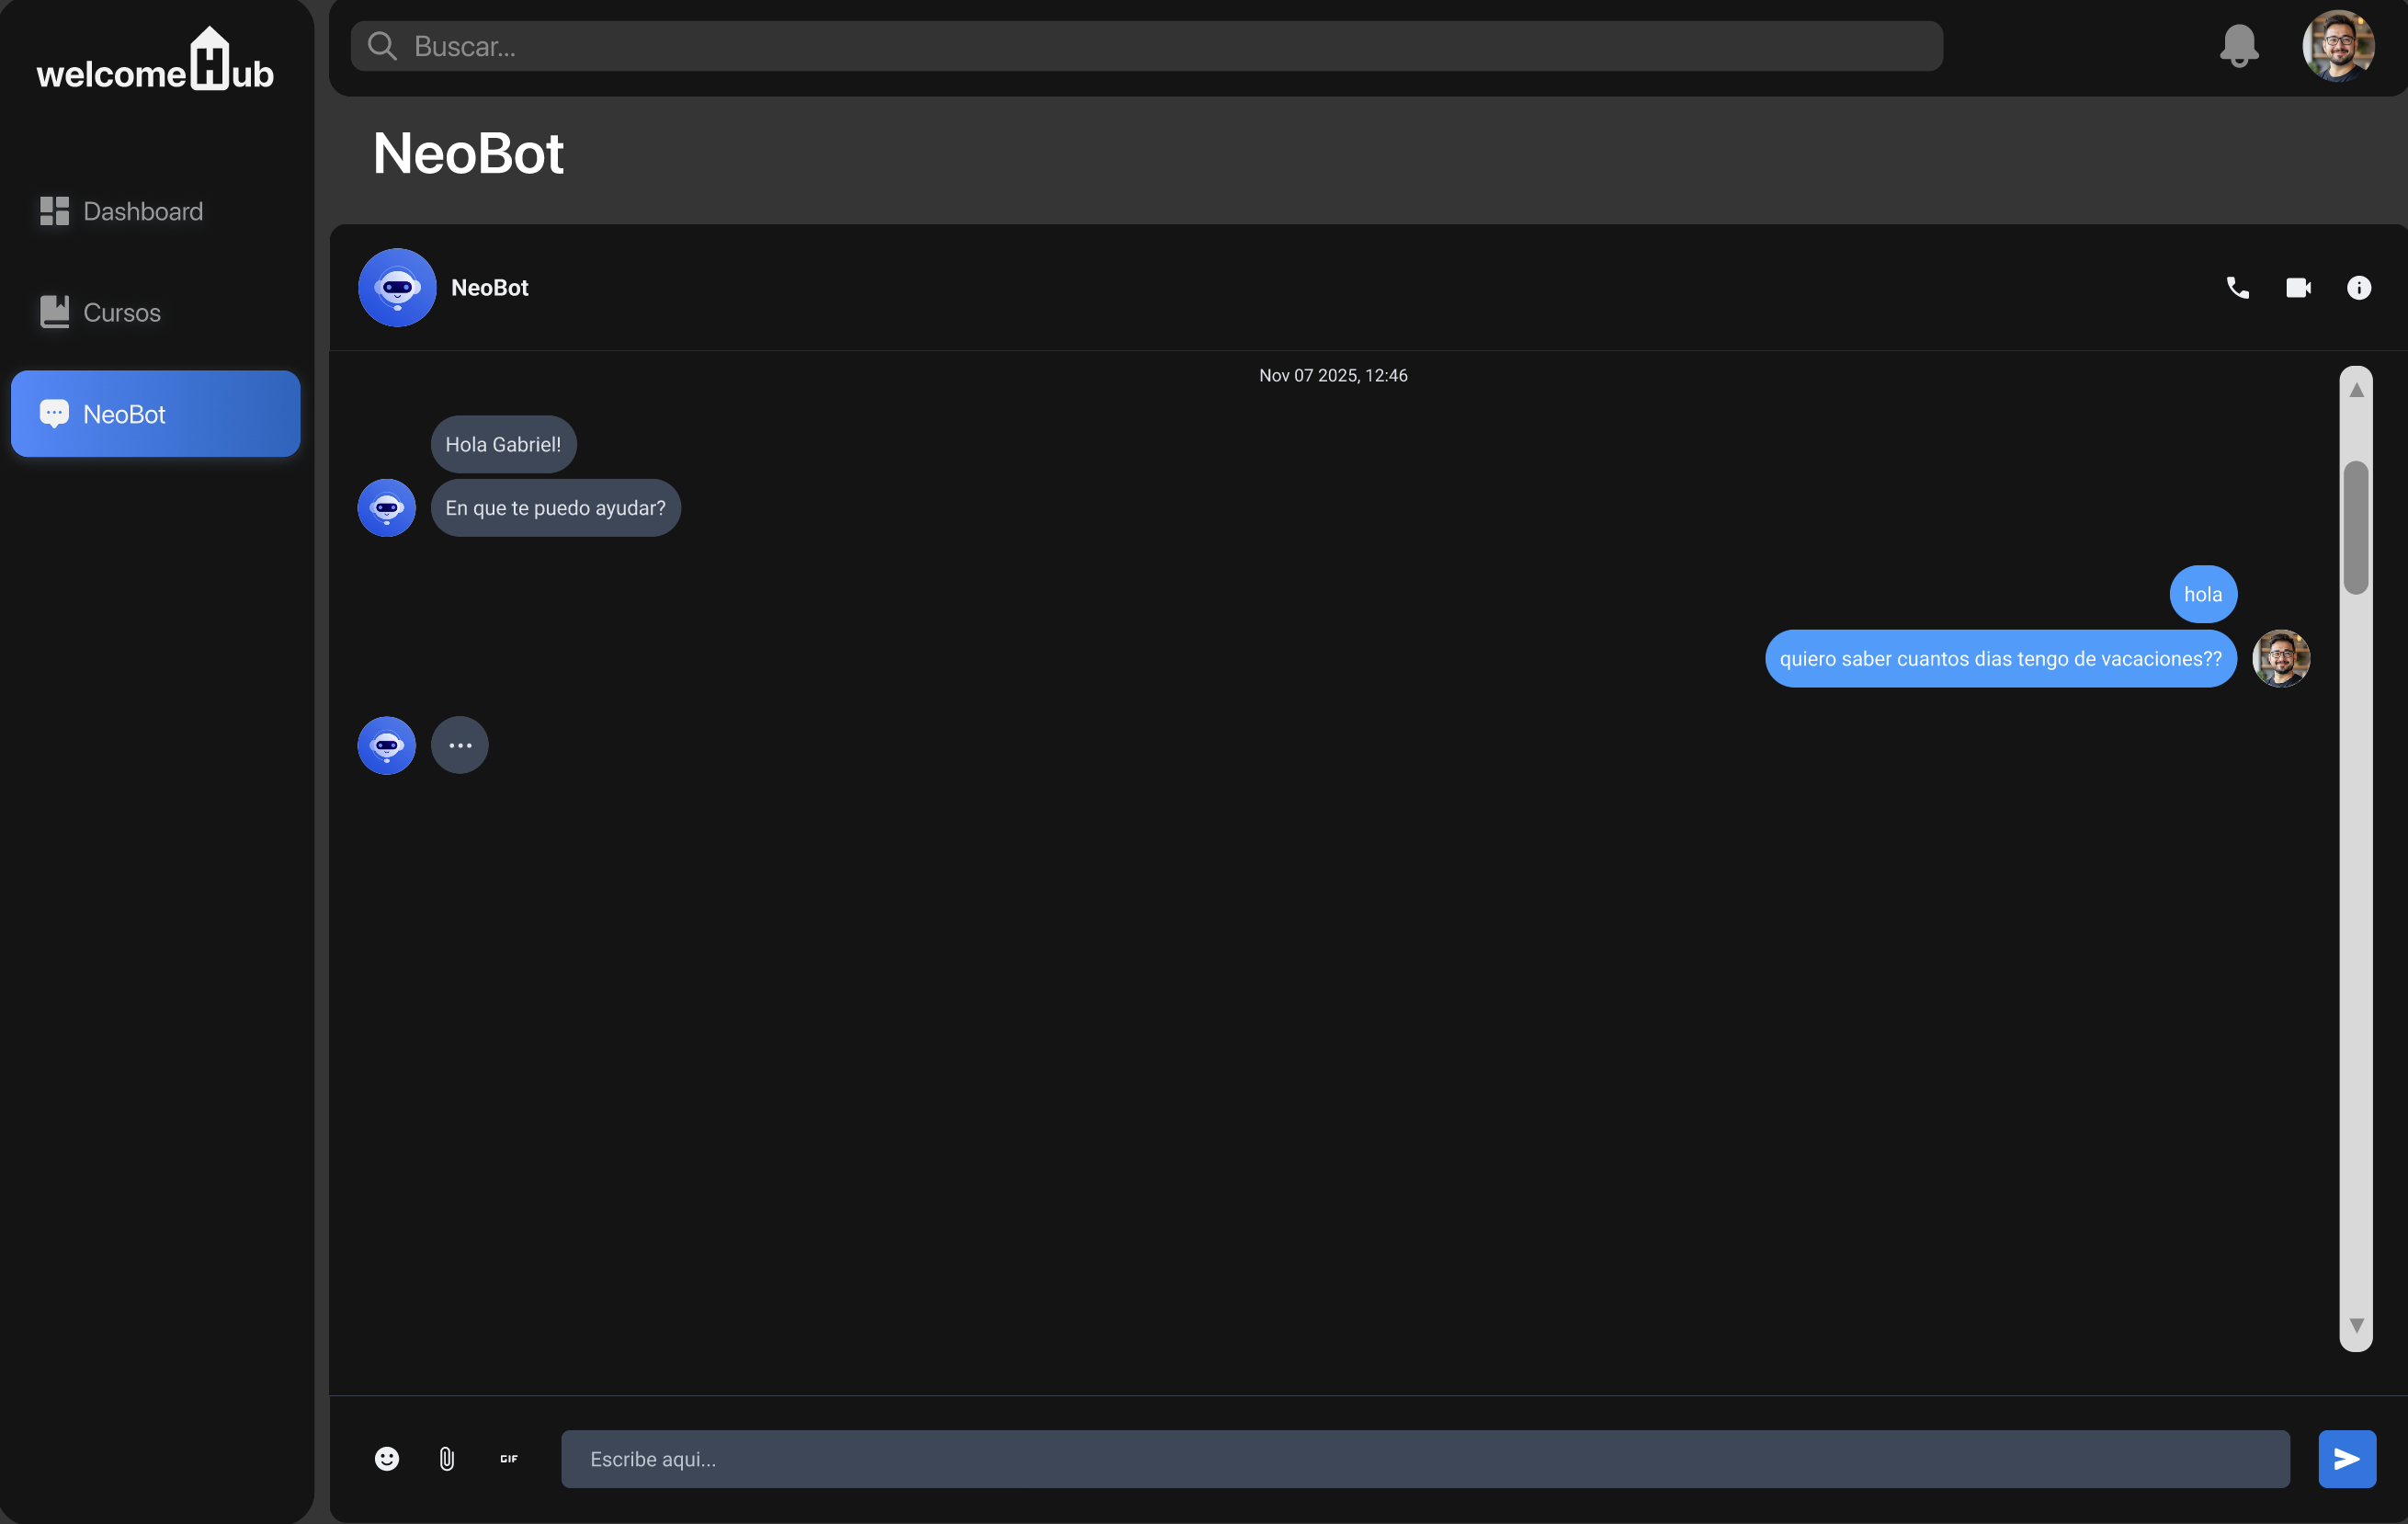 welcomeHub
Buscar...
NeoBot
Dashboard
Cursos
NeoBot
NeoBot
Nov 07 2025, 12:46
Hola Gabriel!
En que te puedo ayudar?
hola
quiero saber cuantos dias tengo de vacaciones??
...
GIF
Escribe aqui...